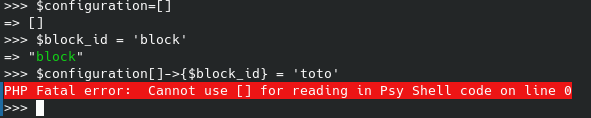 >>> $configuration=[]
=> []
>>> $block_id = 'block'
=> "block"
>>> $configuration[]->{$block_id} = 'toto'
PHP Fatal error:  Cannot use [] for reading in Psy Shell code on line 0
>>>